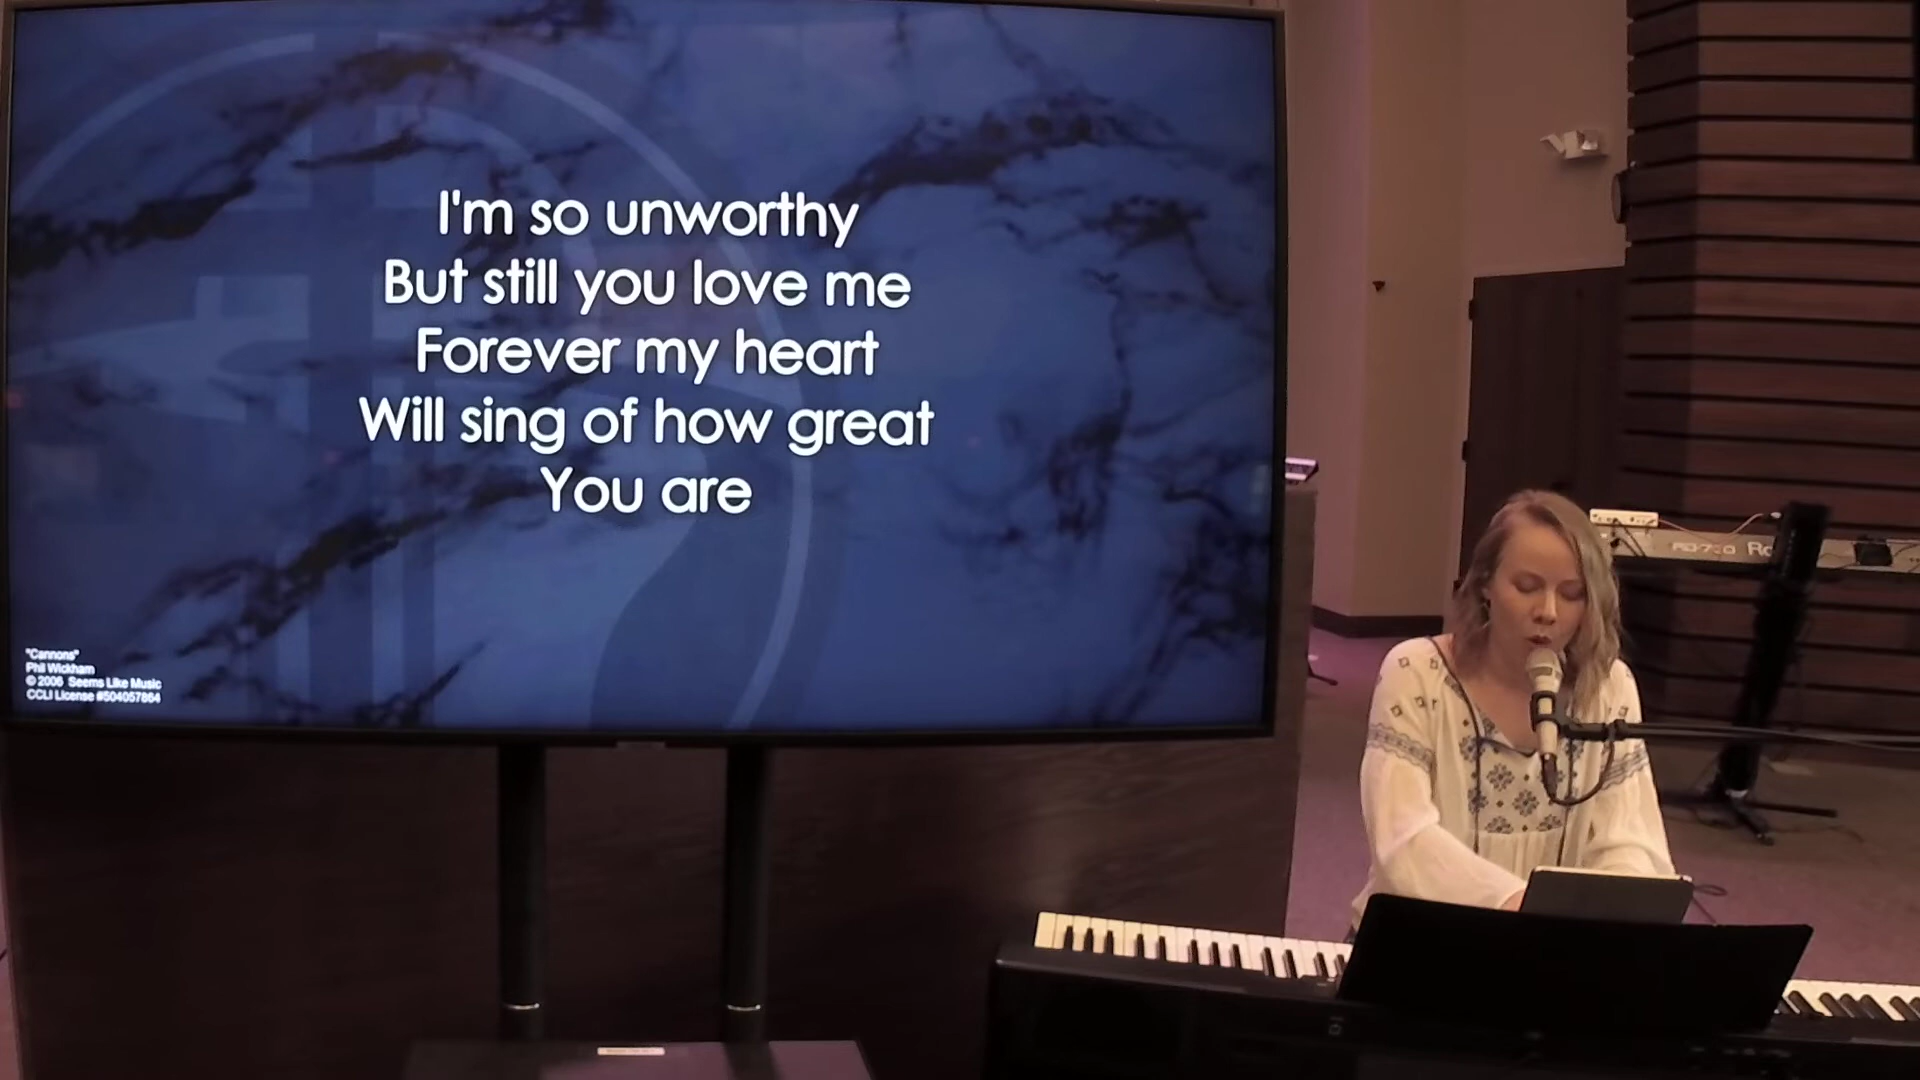 I'm so unworthy
But still you love me
Forever my heart
Will sing of how great
You are
"Cannons"
Phil Wickham
© 2006 Seems Like Music
CCLI License #504057864